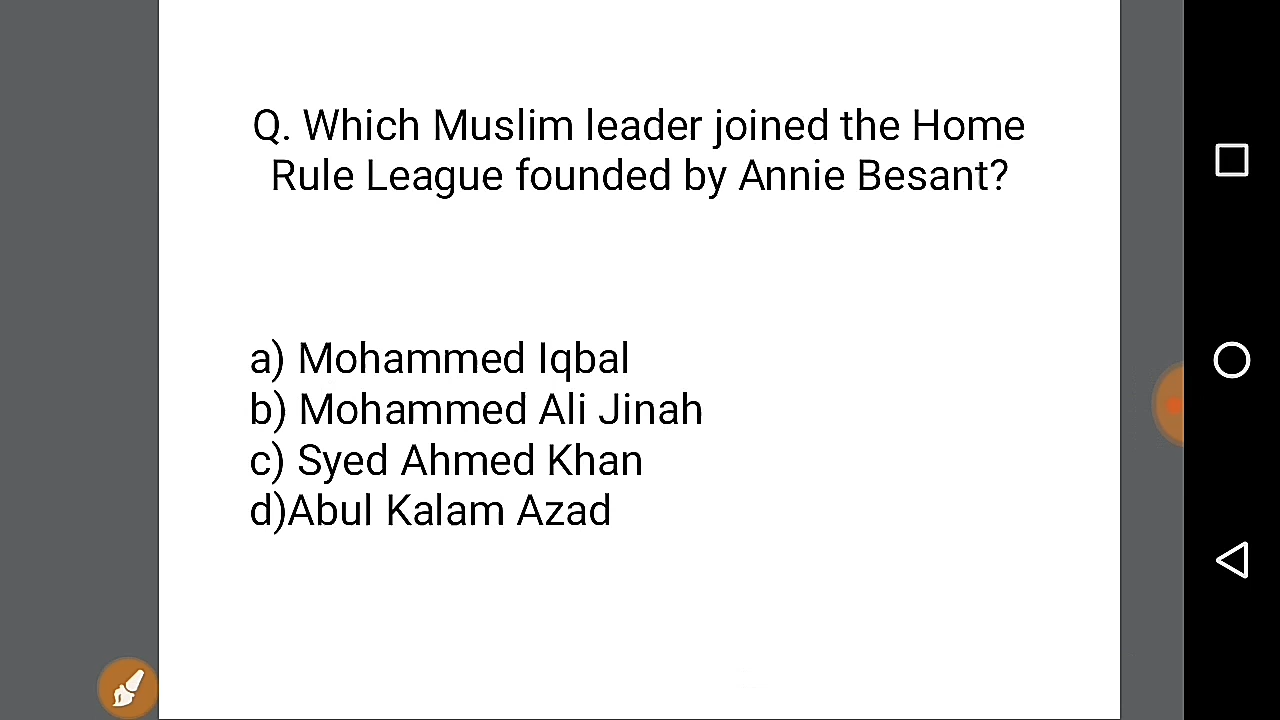 Q. Which Muslim leader joined the Home
Rule League founded by Annie Besant?
a) Mohammed Iqbal
b) Mohammed Ali Jinah
c) Syed Ahmed Khan
d)Abul Kalam Azad